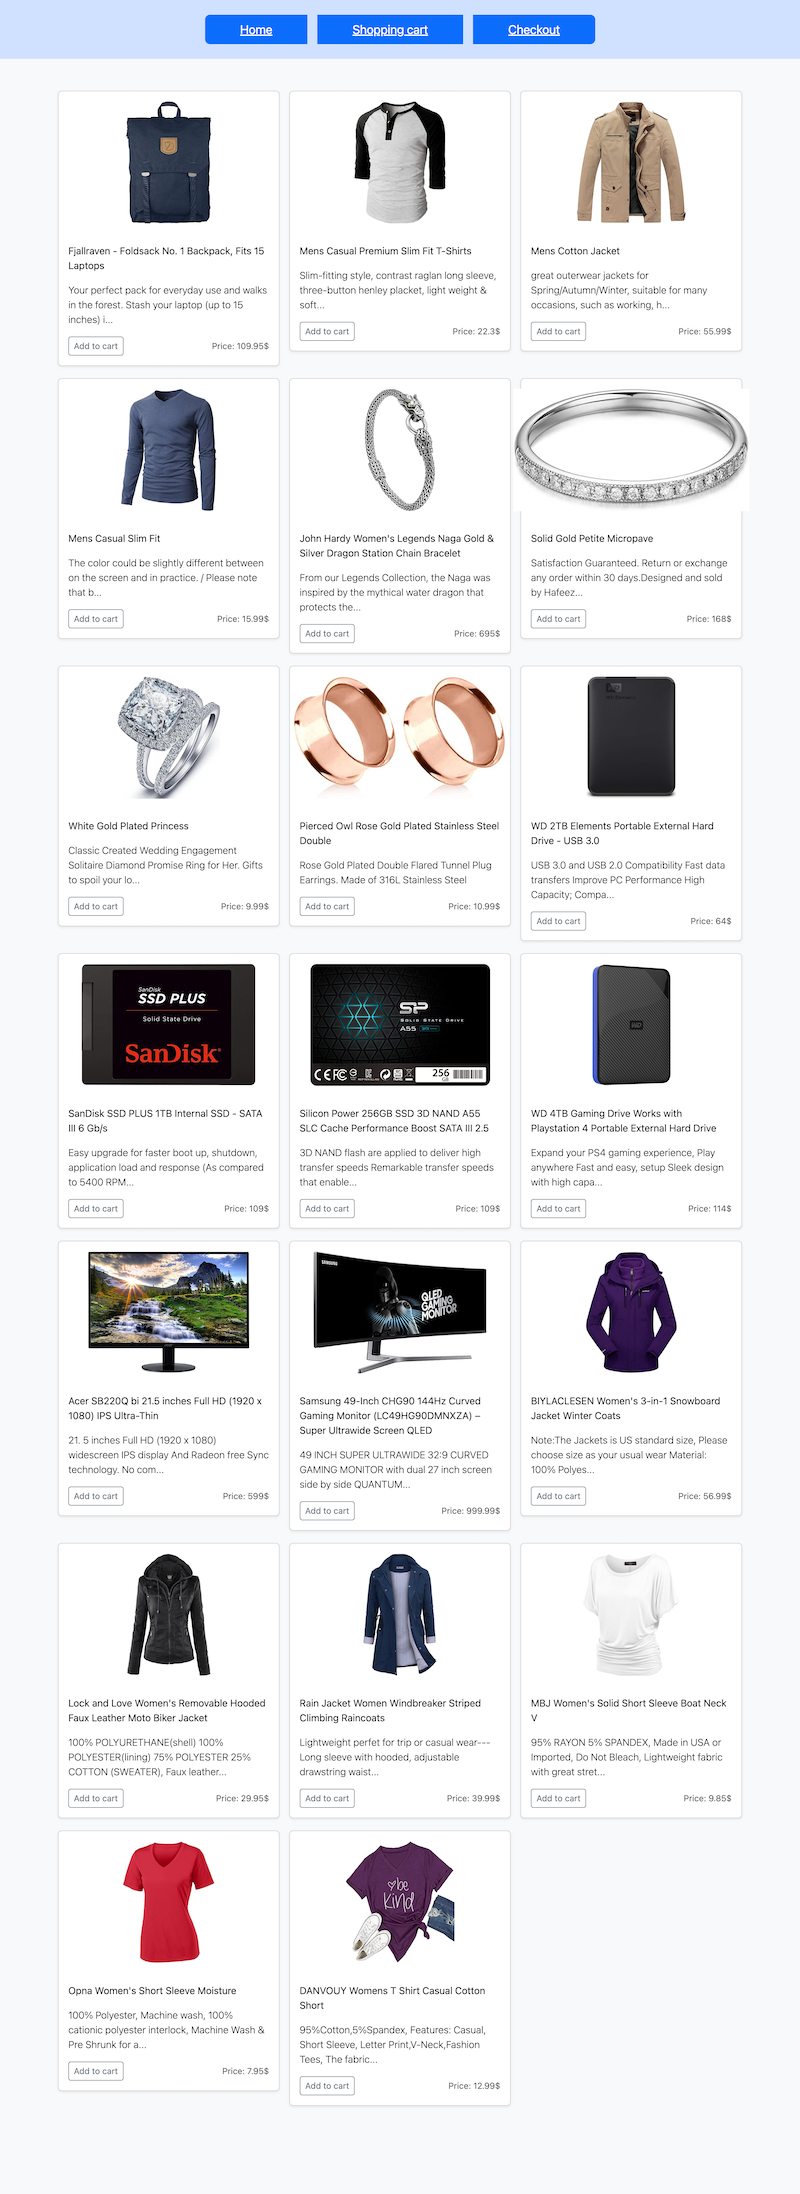 Home
Shopping cart
Checkout
Fjallraven - Foldsack No. 1 Backpack, Fits 15
Laptops
Your perfect pack for everyday use and walks
in the forest. Stash your laptop (up to 15
inches) i...
Add to cart
Price: 109.95$
Mens Casual Premium Slim Fit T-Shirts
Slim-fitting style, contrast raglan long sleeve,
three-button henley placket, light weight &
soft...
Add to cart
Price: 22.3$
Mens Cotton Jacket
great outerwear jackets for
Spring/Autumn/Winter, suitable for many
occasions, such as working, h...
Add to cart
Price: 55.99$
Mens Casual Slim Fit
The color could be slightly different between
on the screen and in practice. / Please note
that b...
Add to cart
Price: 15.99$
John Hardy Women's Legends Naga Gold &
Silver Dragon Station Chain Bracelet
From our Legends Collection, the Naga was
inspired by the mythical water dragon that
protects the...
Add to cart
Price: 695$
Solid Gold Petite Micropave
Satisfaction Guaranteed. Return or exchange
any order within 30 days.Designed and sold
by Hafeez...
Add to cart
Price: 168$
White Gold Plated Princess
Classic Created Wedding Engagement
Solitaire Diamond Promise Ring for Her. Gifts
to spoil your lo...
Add to cart
Price: 9.99$
Pierced Owl Rose Gold Plated Stainless Steel
Double
Rose Gold Plated Double Flared Tunnel Plug
Earrings. Made of 316L Stainless Steel
Add to cart
Price: 10.99$
WD 2TB Elements Portable External Hard
Drive - USB 3.0
USB 3.0 and USB 2.0 Compatibility Fast data
transfers Improve PC Performance High
Capacity; Compa...
Add to cart
Price: 64$
SanDisk
SSD PLUS
Solid State Drive
SanDisk
SanDisk SSD PLUS 1TB Internal SSD - SATA
III 6 Gb/s
Easy upgrade for faster boot up, shutdown,
application load and response (As compared
to 5400 RPM...
Add to cart
Price: 109$
SP
SOLID STATE DRIVE
A55
256
GB
Silicon Power 256GB SSD 3D NAND A55
SLC Cache Performance Boost SATA III 2.5
3D NAND flash are applied to deliver high
transfer speeds Remarkable transfer speeds
that enable...
Add to cart
Price: 109$
WD
WD 4TB Gaming Drive Works with
Playstation 4 Portable External Hard Drive
Expand your PS4 gaming experience, Play
anywhere Fast and easy, setup Sleek design
with high capa...
Add to cart
Price: 114$
Acer SB220Q bi 21.5 inches Full HD (1920 x
1080) IPS Ultra-Thin
21. 5 inches Full HD (1920 x 1080)
widescreen IPS display And Radeon free Sync
technology. No com...
Add to cart
Price: 599$
SAMSUNG
QLED
GAMING
MONITOR
Samsung 49-Inch CHG90 144Hz Curved
Gaming Monitor (LC49HG90DMNXZA) –
Super Ultrawide Screen QLED
49 INCH SUPER ULTRAWIDE 32:9 CURVED
GAMING MONITOR with dual 27 inch screen
side by side QUANTUM...
Add to cart
Price: 999.99$
BIYLACLESEN Women's 3-in-1 Snowboard
Jacket Winter Coats
Note:The Jackets is US standard size, Please
choose size as your usual wear Material:
100% Polyes...
Add to cart
Price: 56.99$
Lock and Love Women's Removable Hooded
Faux Leather Moto Biker Jacket
100% POLYURETHANE(shell) 100%
POLYESTER(lining) 75% POLYESTER 25%
COTTON (SWEATER), Faux leather...
Add to cart
Price: 29.95$
Rain Jacket Women Windbreaker Striped
Climbing Raincoats
Lightweight perfet for trip or casual wear---
Long sleeve with hooded, adjustable
drawstring waist...
Add to cart
Price: 39.99$
MBJ Women's Solid Short Sleeve Boat Neck
V
95% RAYON 5% SPANDEX, Made in USA or
Imported, Do Not Bleach, Lightweight fabric
with great stret...
Add to cart
Price: 9.85$
Opna Women's Short Sleeve Moisture
100% Polyester, Machine wash, 100%
cationic polyester interlock, Machine Wash &
Pre Shrunk for a...
Add to cart
Price: 7.95$
be
kind
DANVOUY Womens T Shirt Casual Cotton
Short
95%Cotton,5%Spandex, Features: Casual,
Short Sleeve, Letter Print,V-Neck,Fashion
Tees, The fabric...
Add to cart
Price: 12.99$